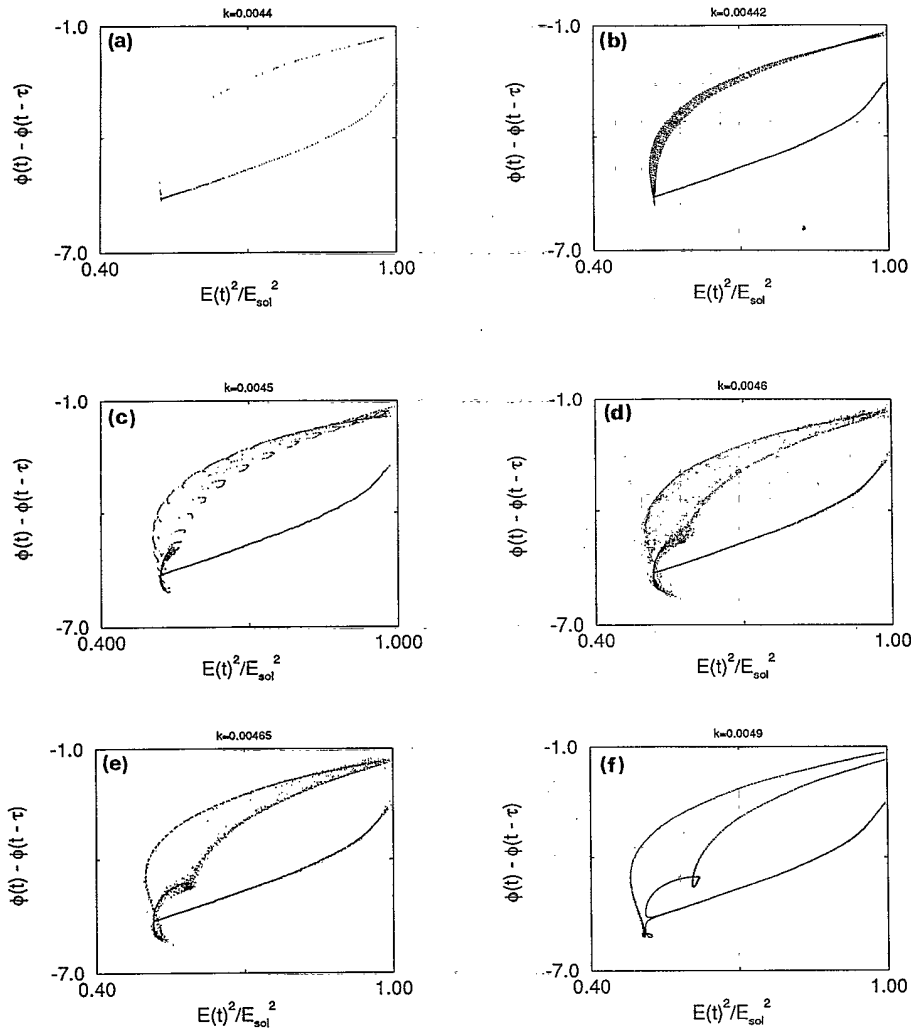 k=0.0044
(a)
-1.0
-7.0
0.40
1.00
ϕ(t) - ϕ(t - τ)
E(t)²/E_sol²
k=0.00442
(b)
-1.0
-7.0
0.40
1.00
ϕ(t) - ϕ(t - τ)
E(t)²/E_sol²
k=0.0045
(c)
-1.0
-7.0
0.400
1.000
ϕ(t) - ϕ(t - τ)
E(t)²/E_sol²
k=0.0046
(d)
-1.0
-7.0
0.40
1.00
ϕ(t) - ϕ(t - τ)
E(t)²/E_sol²
k=0.00465
(e)
-1.0
-7.0
0.40
1.00
ϕ(t) - ϕ(t - τ)
E(t)²/E_sol²
k=0.0049
(f)
-1.0
-7.0
0.40
1.00
ϕ(t) - ϕ(t - τ)
E(t)²/E_sol²